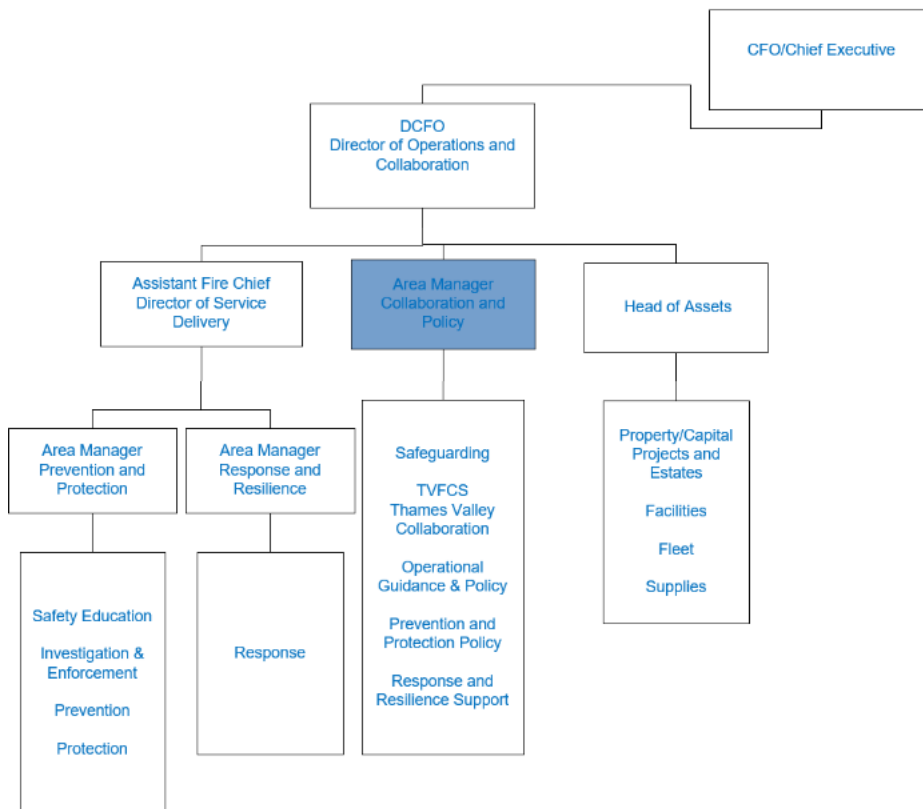 CFO/Chief Executive
DCFO
Director of Operations and
Collaboration
Assistant Fire Chief
Director of Service
Delivery
Area Manager
Collaboration and
Policy
Head of Assets
Area Manager
Prevention and
Protection
Area Manager
Response and
Resilience
Safeguarding
TVFCS
Thames Valley
Collaboration
Operational
Guidance & Policy
Prevention and
Protection Policy
Response and
Resilience Support
Property/Capital
Projects and
Estates
Facilities
Fleet
Supplies
Safety Education
Investigation &
Enforcement
Prevention
Protection
Response